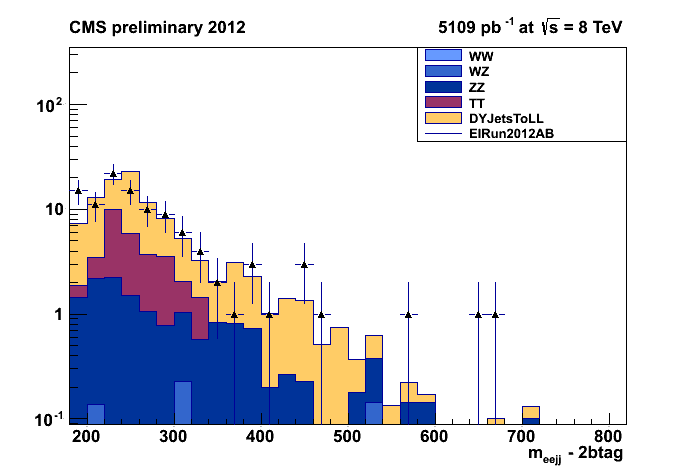 CMS preliminary 2012
5109 pb⁻¹ at √s = 8 TeV
WW
WZ
ZZ
TT
DYJetsToLL
ElRun2012AB
10²
10
1
10⁻¹
200 300 400 500 600 700 800
m_eejj - 2btag